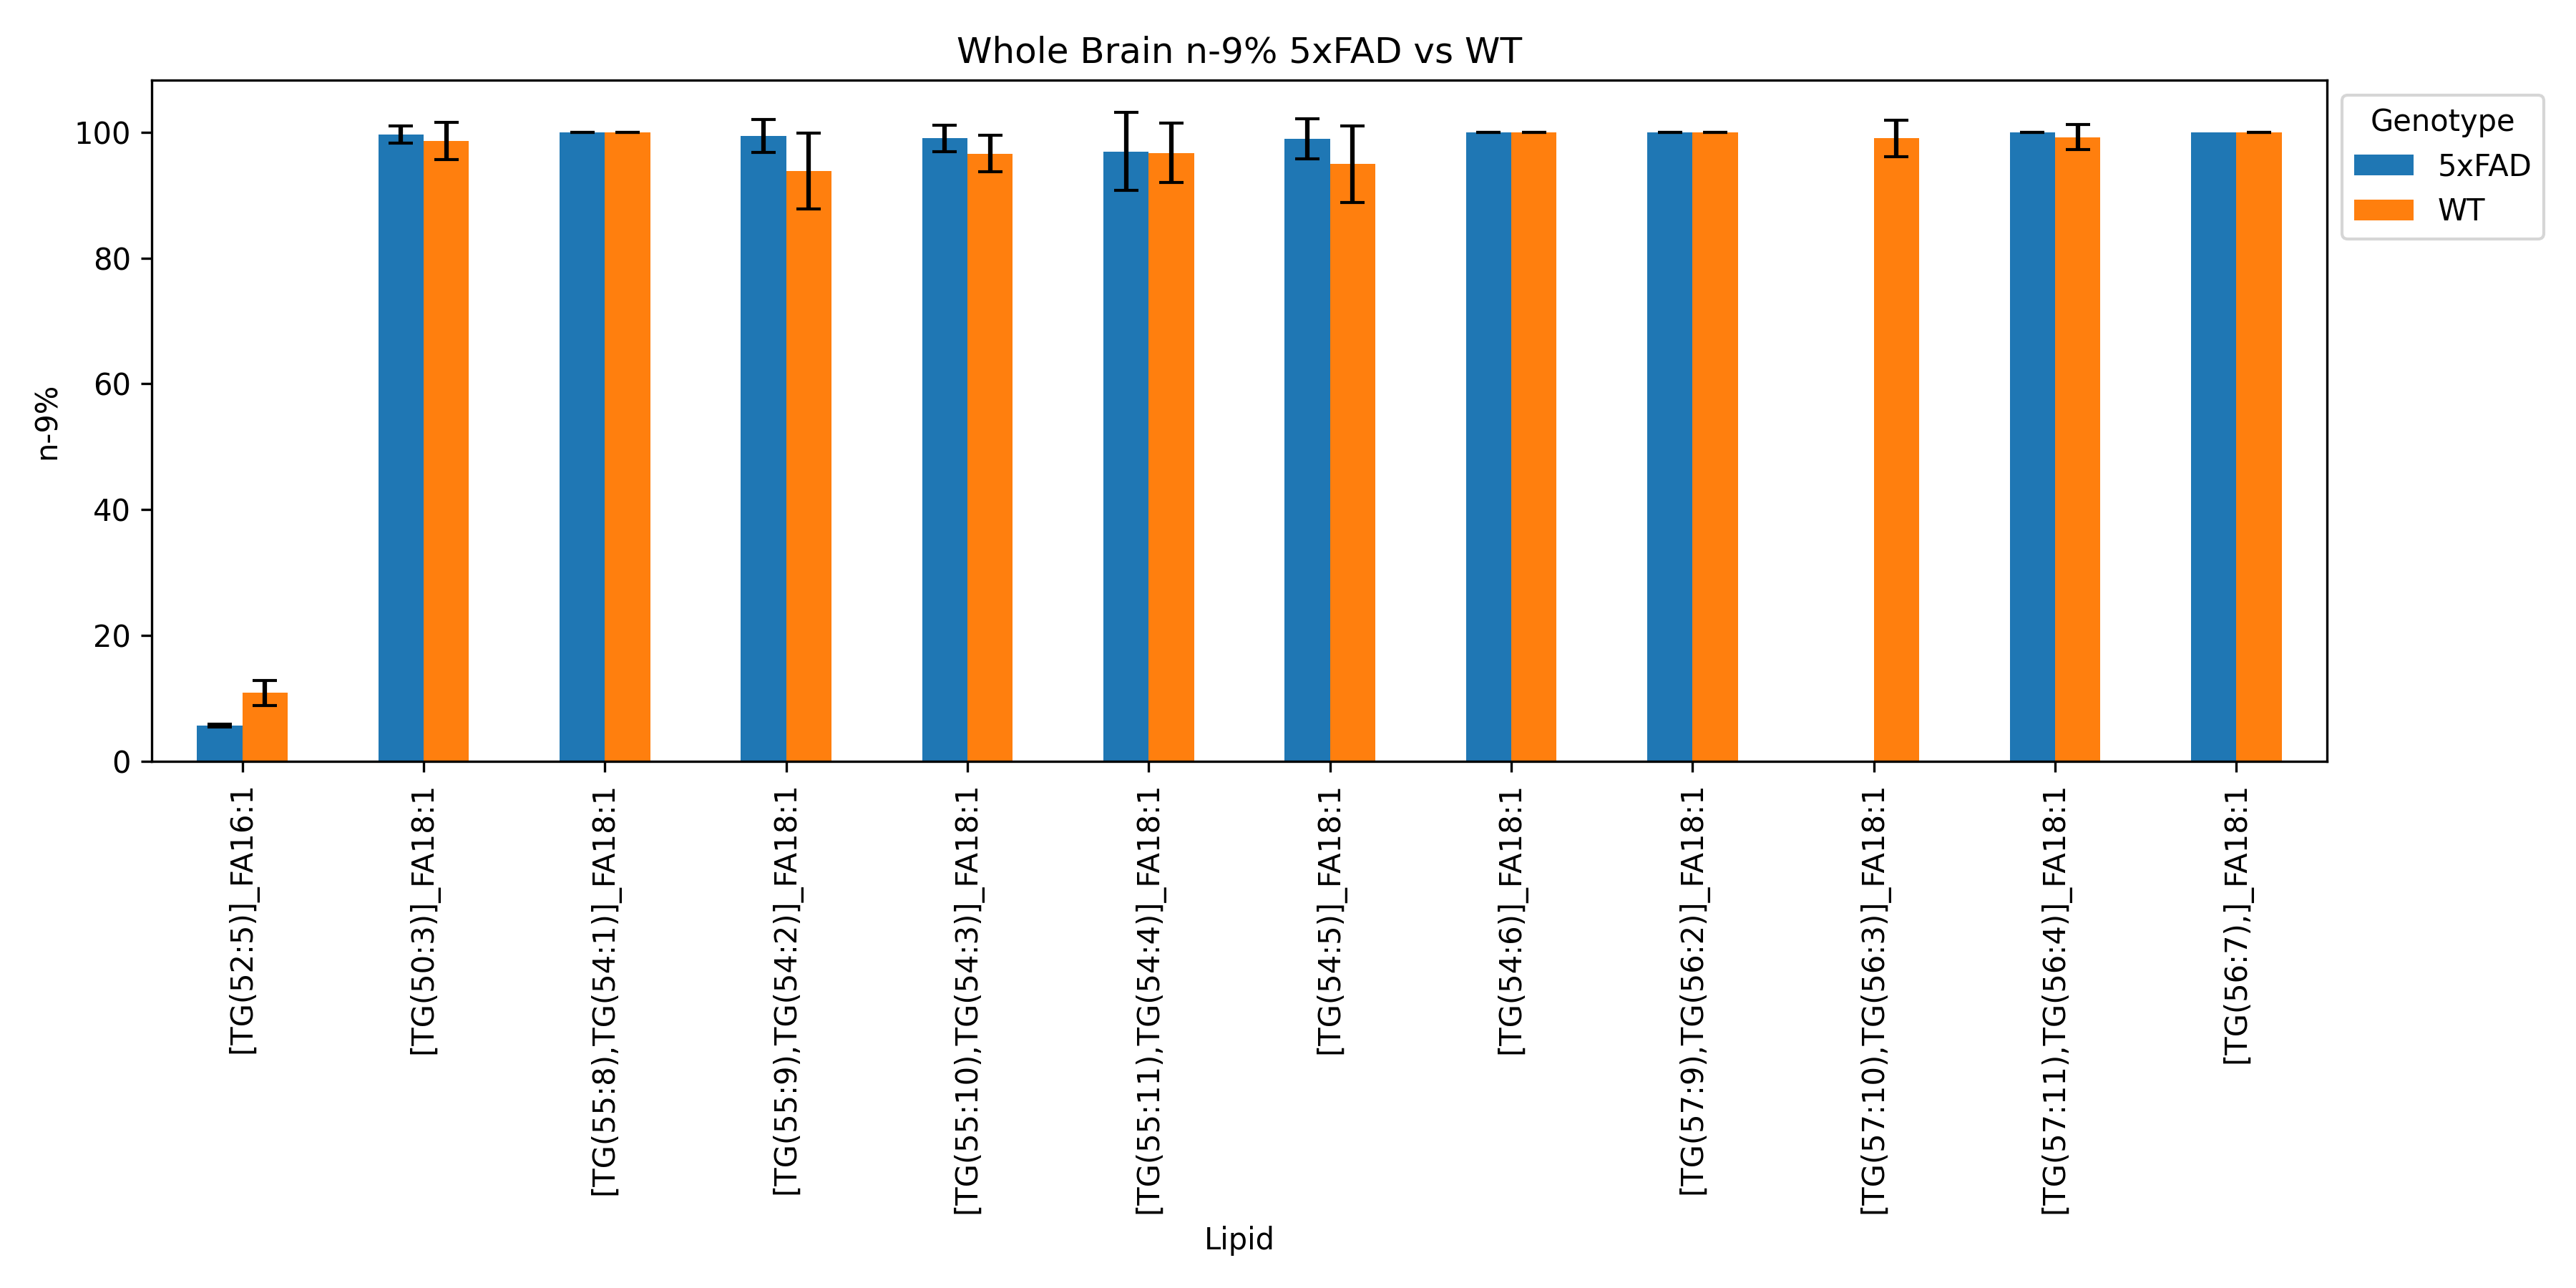 Whole Brain n-9% 5xFAD vs WT
n-9%
100
80
60
40
20
0
Genotype
5xFAD
WT
[TG(52:5)]_FA16:1
[TG(50:3)]_FA18:1
[TG(55:8),TG(54:1)]_FA18:1
[TG(55:9),TG(54:2)]_FA18:1
[TG(55:10),TG(54:3)]_FA18:1
[TG(55:11),TG(54:4)]_FA18:1
[TG(54:5)]_FA18:1
[TG(54:6)]_FA18:1
[TG(57:9),TG(56:2)]_FA18:1
[TG(57:10),TG(56:3)]_FA18:1
[TG(57:11),TG(56:4)]_FA18:1
[TG(56:7),]_FA18:1
Lipid